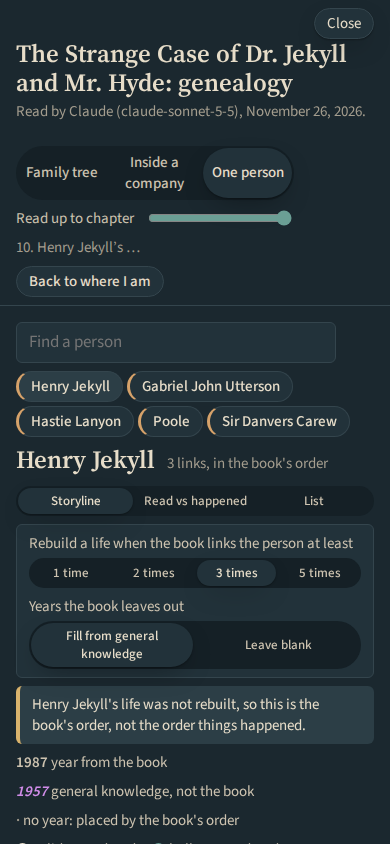 Close
The Strange Case of Dr. Jekyll
and Mr. Hyde: genealogy
Read by Claude (claude-sonnet-5-5), November 26, 2026.
Family tree
Inside a
company
One person
Read up to chapter
10. Henry Jekyll’s …
Back to where I am
Find a person
Henry Jekyll
Gabriel John Utterson
Hastie Lanyon
Poole
Sir Danvers Carew
Henry Jekyll 3 links, in the book's order
Storyline
Read vs happened
List
Rebuild a life when the book links the person at least
1 time
2 times
3 times
5 times
Years the book leaves out
Fill from general
knowledge
Leave blank
Henry Jekyll's life was not rebuilt, so this is the
book's order, not the order things happened.
1987 year from the book
1957 general knowledge, not the book
· no year: placed by the book's order